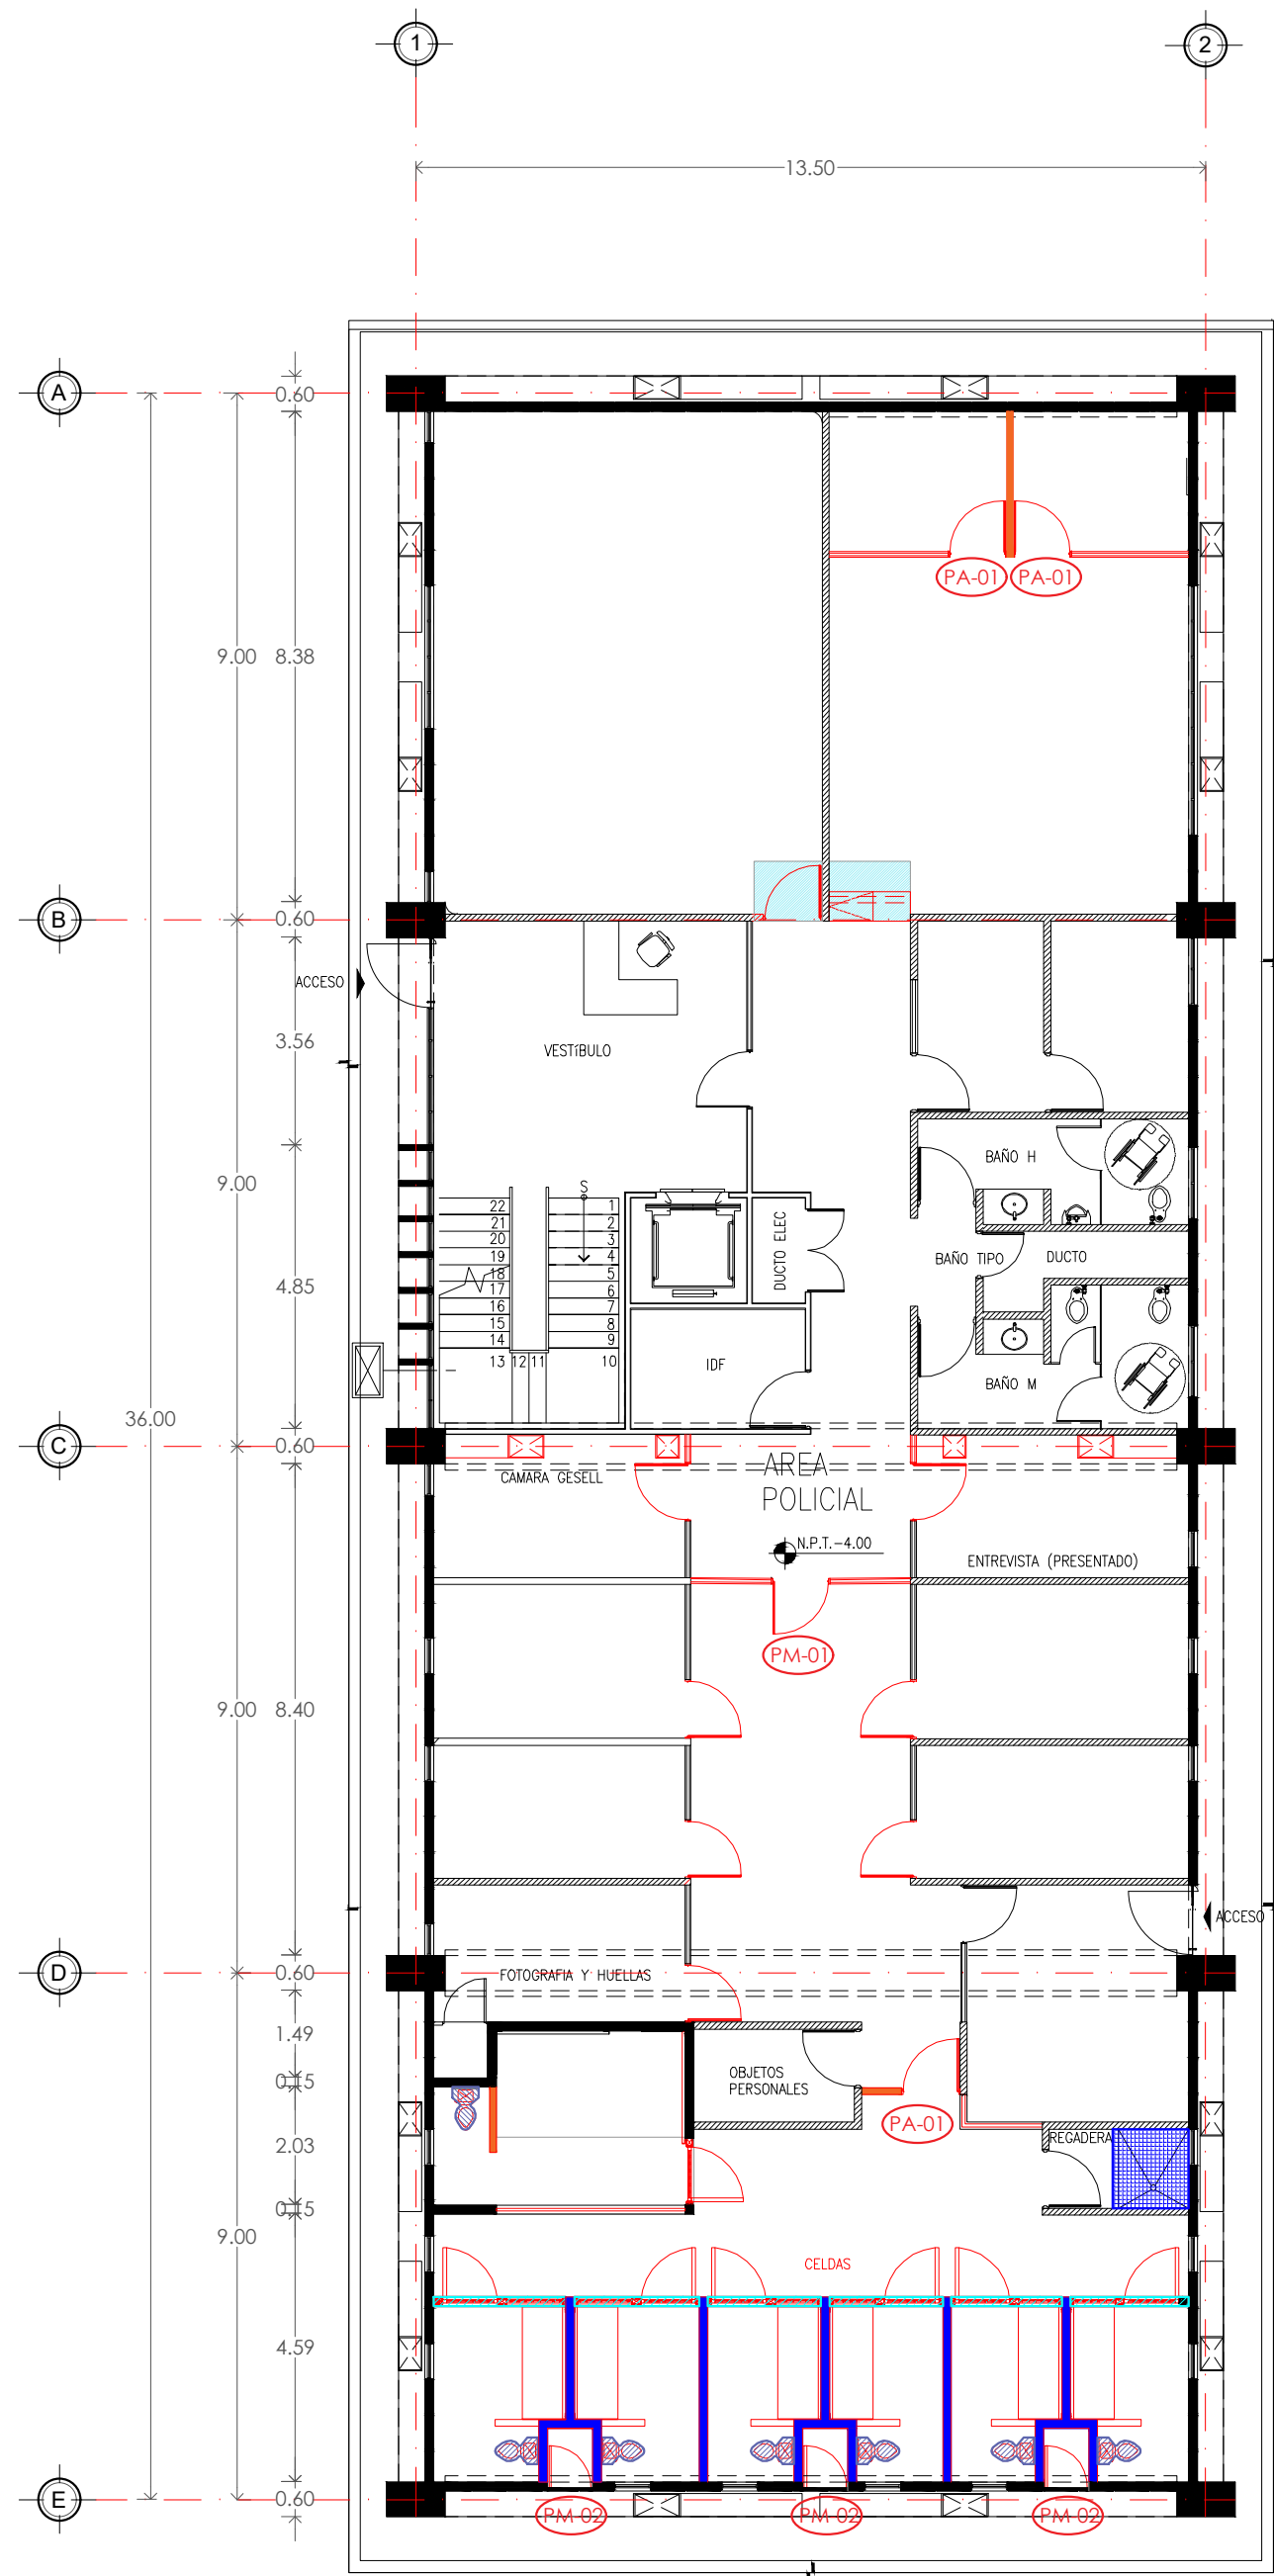 1
2
13.50
A
0.60
PA-01 PA-01
9.00 8.38
B
0.60
ACCESO
3.56
VESTÍBULO
BAÑO H
9.00
S
22 1
21 2
20 3
19 4
18 5
17 6
16 7
15 8
14 9
13 12 11 10
DUCTO ELEC
BAÑO TIPO
DUCTO
4.85
IDF
BAÑO M
36.00
C
0.60
CAMARA GESELL
AREA
POLICIAL
N.P.T.-4.00
ENTREVISTA (PRESENTADO)
PM-01
9.00 8.40
ACCESO
D
0.60
FOTOGRAFIA Y HUELLAS
1.49
OBJETOS
PERSONALES
0.15
PA-01
2.03
REGADERA
0.15
9.00
CELDAS
4.59
E
0.60
PM-02 PM-02 PM-02